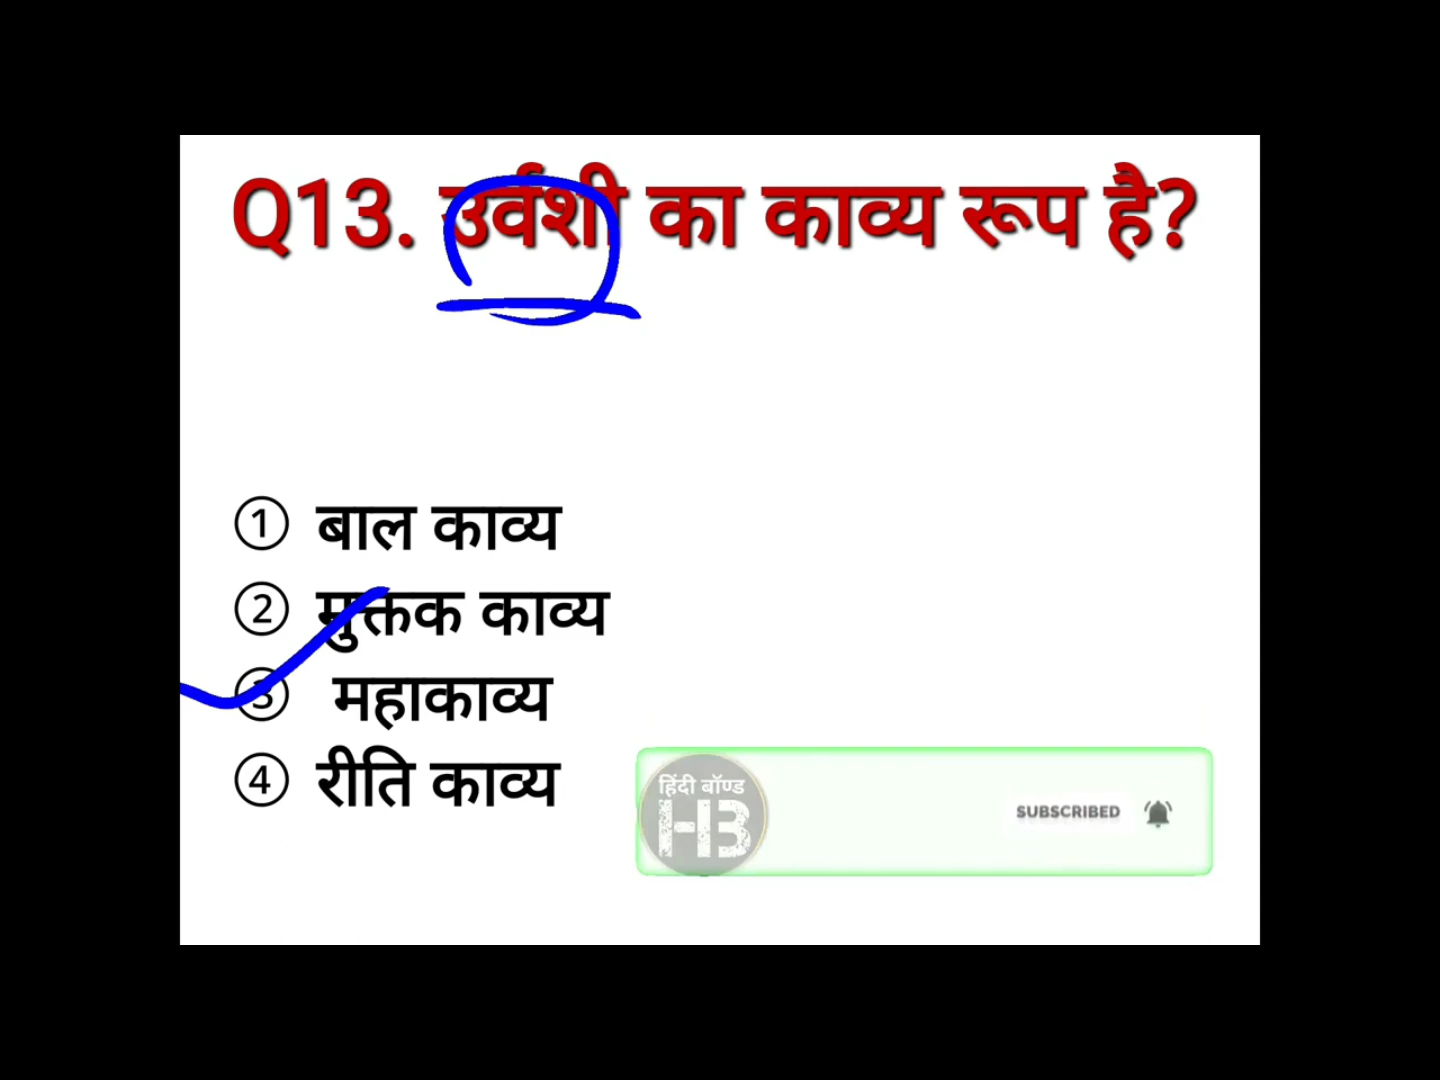 Q13. उर्वशी का काव्य रूप है?
① बाल काव्य
② मुक्तक काव्य
③ महाकाव्य
④ रीति काव्य
हिंदी बॉण्ड
HB
SUBSCRIBED